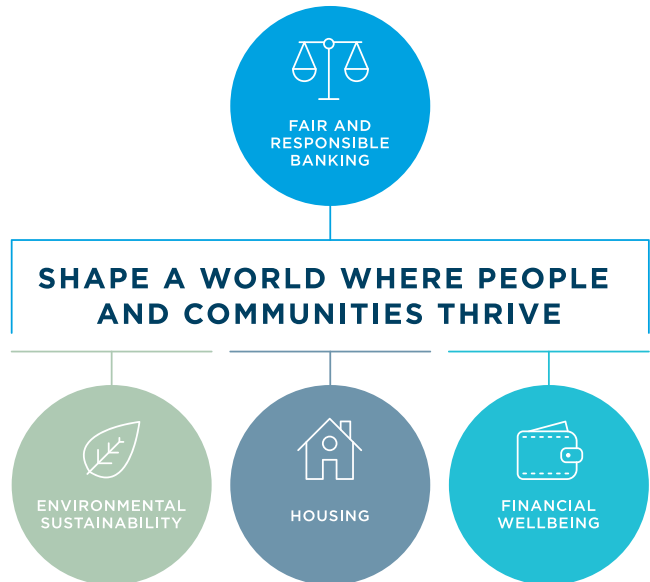 FAIR AND
RESPONSIBLE
BANKING
SHAPE A WORLD WHERE PEOPLE
AND COMMUNITIES THRIVE
ENVIRONMENTAL
SUSTAINABILITY
HOUSING
FINANCIAL
WELLBEING